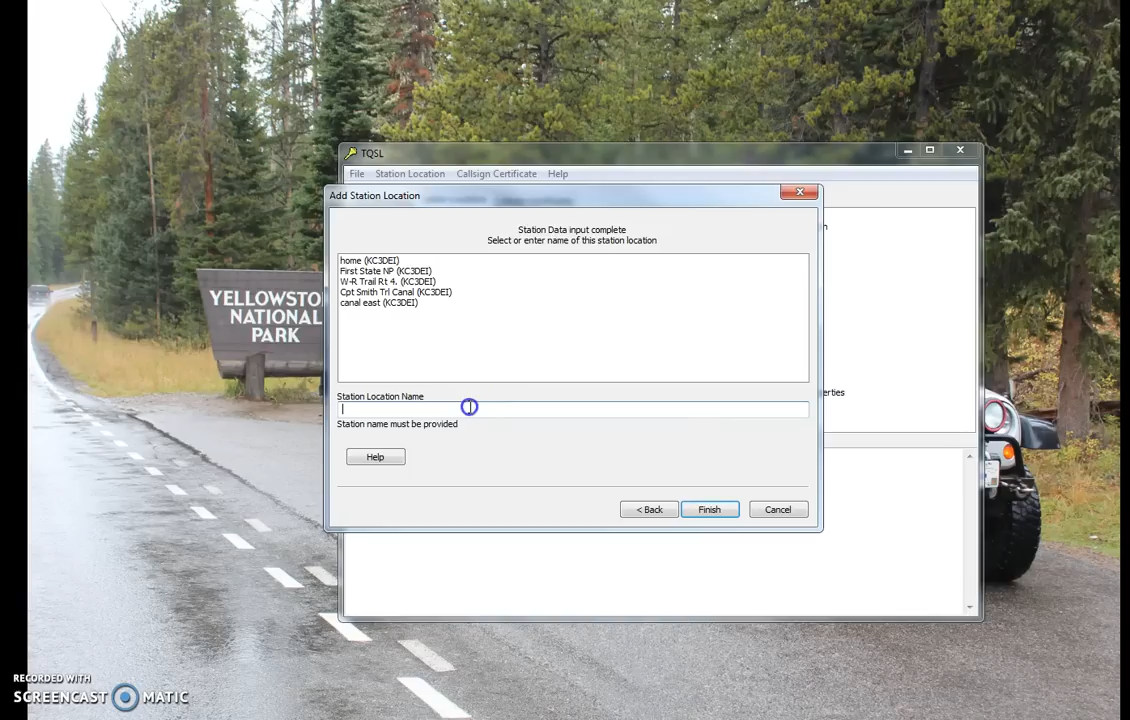 TQSL
File Station Location Callsign Certificate Help
Add Station Location
Station Data input complete
Select or enter name of this station location
home (KC3DEI)
First State NP (KC3DEI)
W-R Trail Rt 4. (KC3DEI)
Cpt Smith Trl Canal (KC3DEI)
canal east (KC3DEI)
YELLOWSTO
NATIONAL
PARK
Station Location Name
Station name must be provided
Help
< Back Finish Cancel
RECORDED WITH
SCREENCAST MATIC